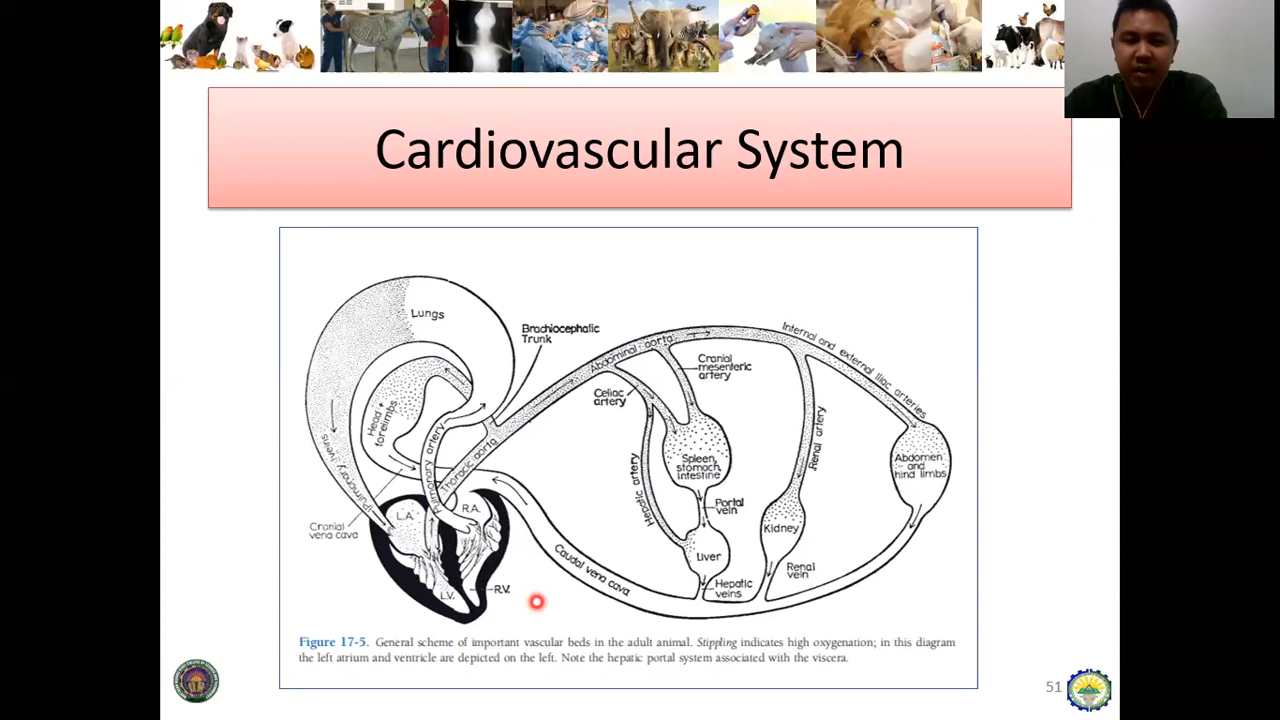 Cardiovascular System
Lungs
Brachiocephalic
Trunk
Abdominal aorta
Internal and external iliac arteries
Cranial
mesenteric
artery
Celiac
artery
Head +
forelimbs
Pulmonary artery
Thoracic aorta
Pulmonary veins
Renal artery
Hepatic artery
Spleen,
stomach,
intestine
Abdomen
and
hind limbs
Portal
vein
Cranial
vena cava
L.A.
R.A.
Kidney
Liver
Caudal vena cava
Renal
vein
Hepatic
veins
L.V.
R.V.
Figure 17-5. General scheme of important vascular beds in the adult animal. Stippling indicates high oxygenation; in this diagram
the left atrium and ventricle are depicted on the left. Note the hepatic portal system associated with the viscera.
51